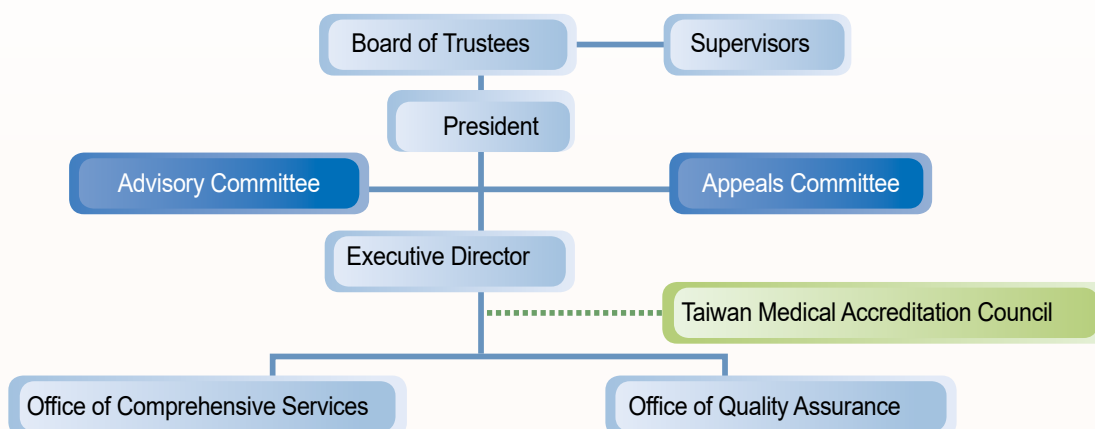 Board of Trustees
Supervisors
President
Advisory Committee
Appeals Committee
Executive Director
Taiwan Medical Accreditation Council
Office of Comprehensive Services
Office of Quality Assurance